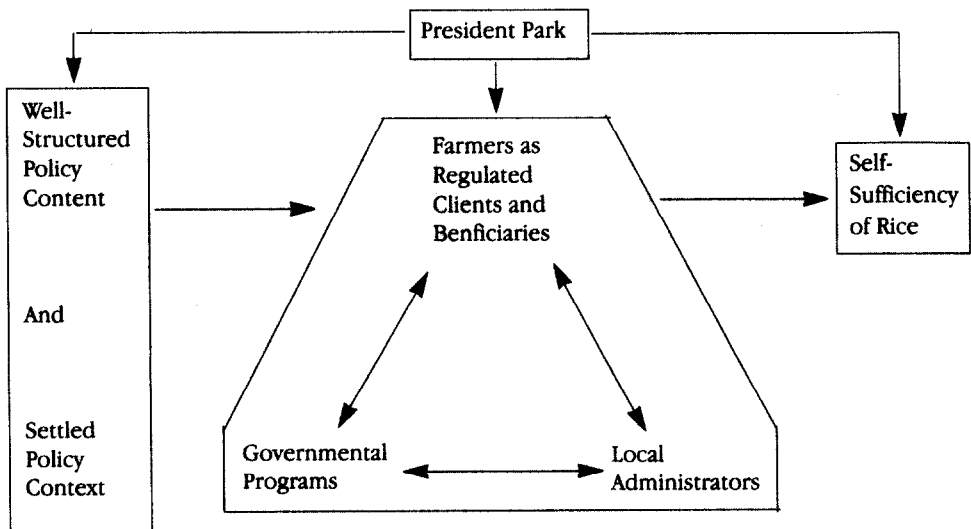 President Park
Well-
Structured
Policy
Content
And
Settled
Policy
Context
Farmers as
Regulated
Clients and
Benficiaries
Governmental
Programs
Local
Administrators
Self-
Sufficiency
of Rice